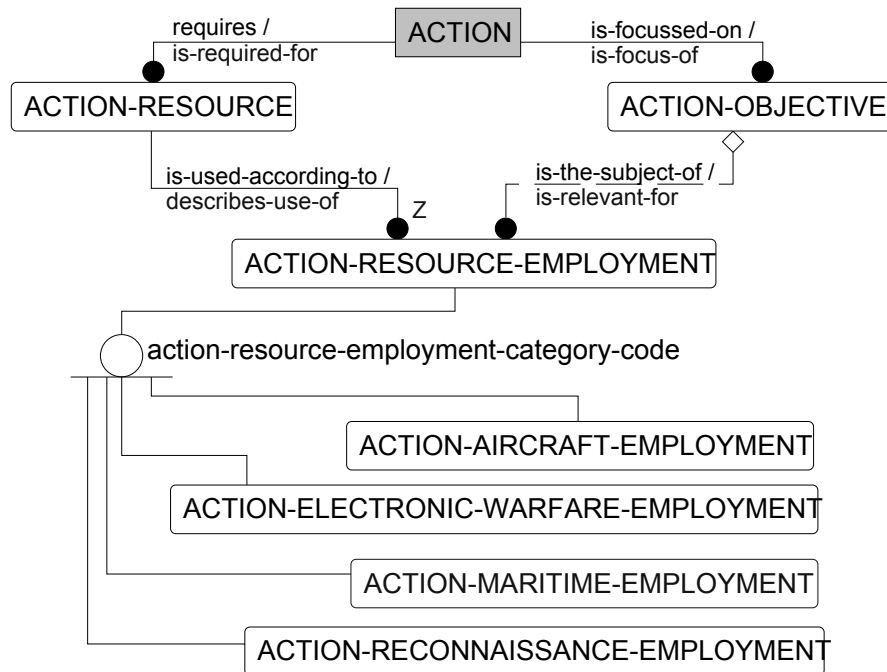 requires /
is-required-for
ACTION
is-focussed-on /
is-focus-of
ACTION-RESOURCE
ACTION-OBJECTIVE
is-used-according-to /
describes-use-of
is-the-subject-of /
is-relevant-for
Z
ACTION-RESOURCE-EMPLOYMENT
action-resource-employment-category-code
ACTION-AIRCRAFT-EMPLOYMENT
ACTION-ELECTRONIC-WARFARE-EMPLOYMENT
ACTION-MARITIME-EMPLOYMENT
ACTION-RECONNAISSANCE-EMPLOYMENT